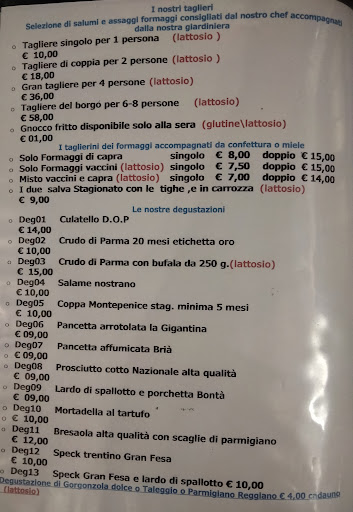 I nostri taglieri
Selezione di salumi e assaggi formaggi consigliati dal nostro chef accompagnati
dalla nostra giardiniera
Tagliere singolo per 1 persona (lattosio )
€ 10,00
Tagliere di coppia per 2 persone (lattosio )
€ 18,00
Gran tagliere per 4 persone (lattosio)
€ 36,00
Tagliere del borgo per 6-8 persone (lattosio)
€ 58,00
Gnocco fritto disponibile solo alla sera (glutine\lattosio)
€ 01,00
I taglierini dei formaggi accompagnati da confettura o miele
Solo Formaggi di capra singolo € 8,00 doppio € 15,00
Solo Formaggi vaccini (lattosio) singolo € 7,50 doppio € 15,00
Misto vaccini e capra (lattosio) singolo € 7,00 doppio € 14,00
I due salva Stagionato con le tighe ,e in carrozza (lattosio)
€ 9,00
Le nostre degustazioni
Deg01 Culatello D.O.P
€ 14,00
Deg02 Crudo di Parma 20 mesi etichetta oro
€ 10,00
Deg03 Crudo di Parma con bufala da 250 g.(lattosio)
€ 15,00
Deg04 Salame nostrano
€ 10,00
Deg05 Coppa Montepenice stag. minimo 5 mesi
€ 10,00
Deg06 Pancetta arrotolata la Gigantina
€ 09,00
Deg07 Pancetta affumicata Brià
€ 09,00
Deg08 Prosciutto cotto Nazionale alta qualità
€ 09,00
Deg09 Lardo di spallotto e porchetta Bontà
€ 09,00
Deg10 Mortadella al tartufo
€ 10,00
Deg11 Bresaola alta qualità con scaglie di parmigiano
€ 12,00
Deg12 Speck trentino Gran Fesa
€ 10,00
Deg13 Speck Gran Fesa e lardo di spallotto € 10,00
Degustazione di Gorgonzola dolce o Taleggio o Parmigiano Reggiano € 4,00 cadauno
(lattosio)